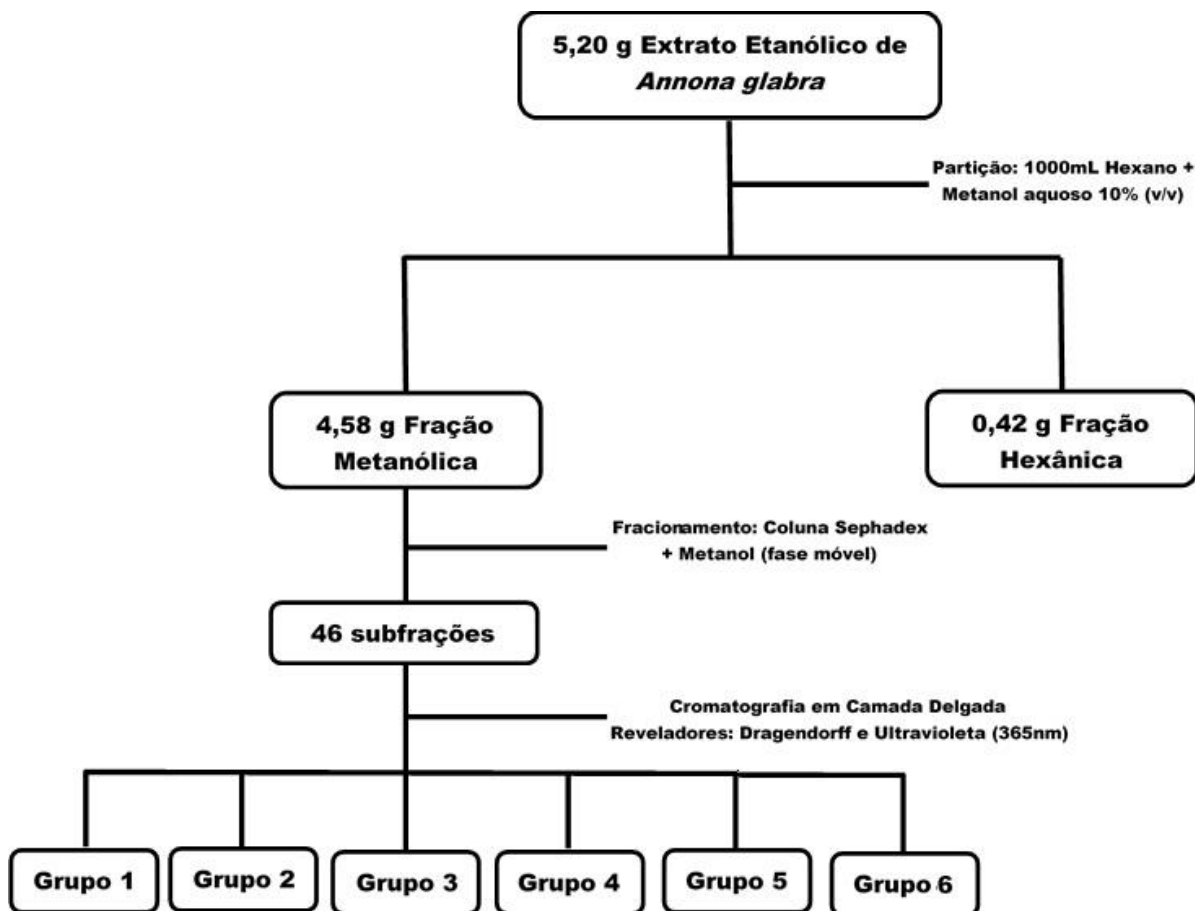 5,20 g Extrato Etanólico de
Annona glabra
Partição: 1000mL Hexano +
Metanol aquoso 10% (v/v)
4,58 g Fração
Metanólica
0,42 g Fração
Hexânica
Fracionamento: Coluna Sephadex
+ Metanol (fase móvel)
46 subfrações
Cromatografia em Camada Delgada
Reveladores: Dragendorff e Ultravioleta (365nm)
Grupo 1
Grupo 2
Grupo 3
Grupo 4
Grupo 5
Grupo 6